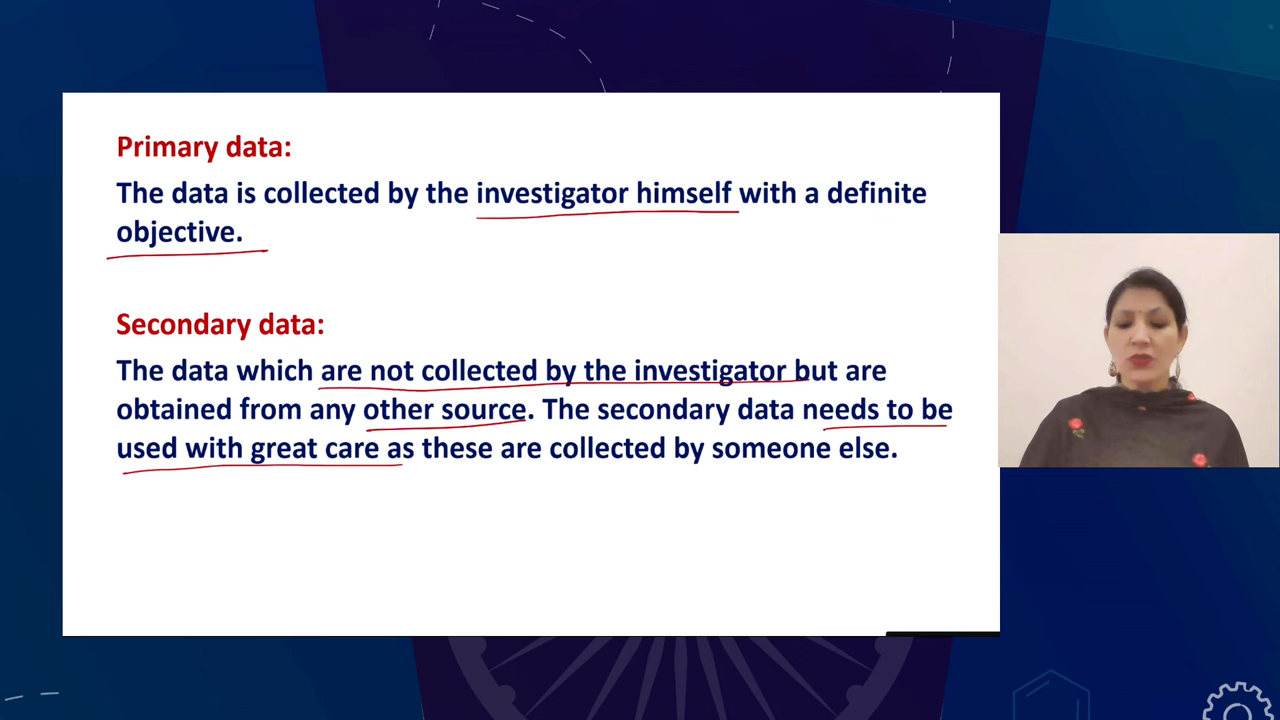 Primary data:
The data is collected by the investigator himself with a definite
objective.
Secondary data:
The data which are not collected by the investigator but are
obtained from any other source. The secondary data needs to be
used with great care as these are collected by someone else.